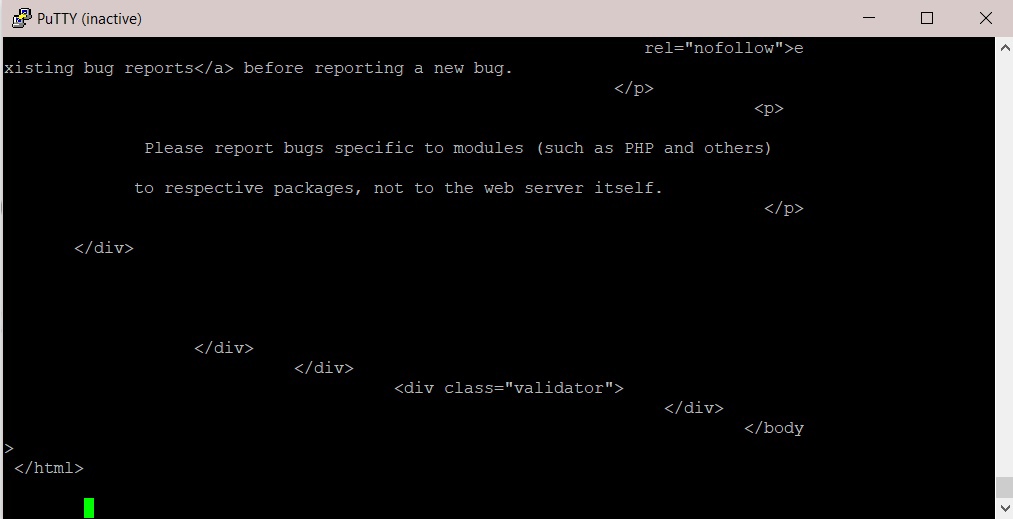 PuTTY (inactive)
rel="nofollow">e
xisting bug reports</a> before reporting a new bug.
</p>
<p>
Please report bugs specific to modules (such as PHP and others)
to respective packages, not to the web server itself.
</p>
</div>
</div>
</div>
<div class="validator">
</div>
</body
>
</html>